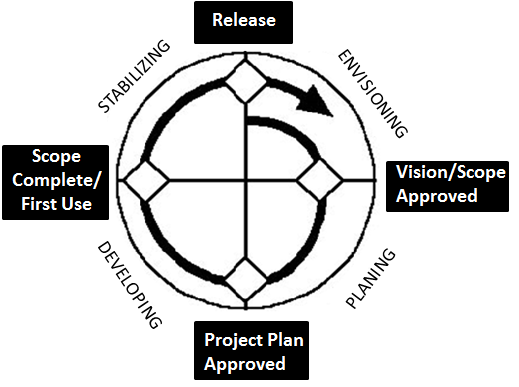 Release
STABILIZING
ENVISIONING
Scope
Complete/
First Use
Vision/Scope
Approved
DEVELOPING
PLANING
Project Plan
Approved